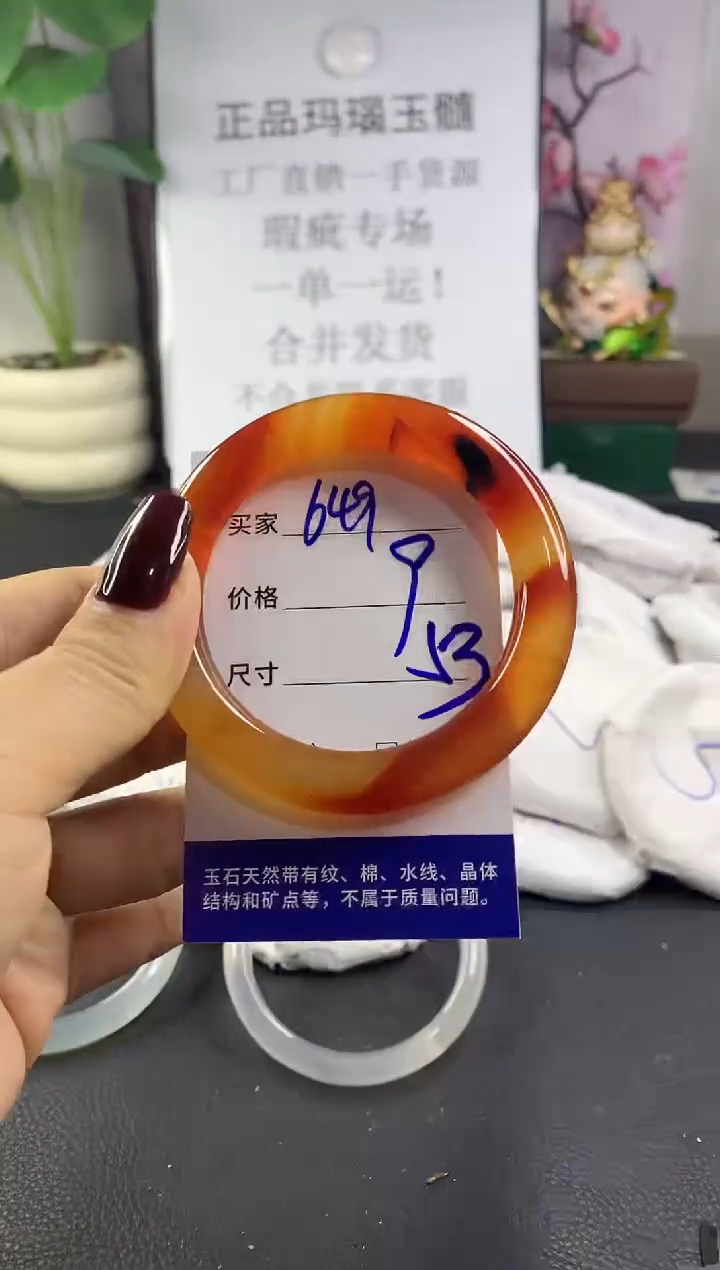 正品玛瑙玉髓
工厂直销一手货源
瑕疵专场
一单一运！
合并发货
买家 649
价格 9
尺寸 53
玉石天然带有纹、棉、水线、晶体
结构和矿点等，不属于质量问题。